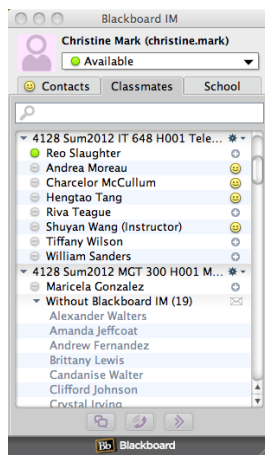 Blackboard IM
Christine Mark (christine.mark)
Available
Contacts Classmates School
4128 Sum2012 IT 648 H001 Tele...
Reo Slaughter
Andrea Moreau
Charcelor McCullum
Hengtao Tang
Riva Teague
Shuyan Wang (Instructor)
Tiffany Wilson
William Sanders
4128 Sum2012 MGT 300 H001 M...
Maricela Gonzalez
Without Blackboard IM (19)
Alexander Walters
Amanda Jeffcoat
Andrew Fernandez
Brittany Lewis
Candanise Walter
Clifford Johnson
Crystal Irving
Bb Blackboard